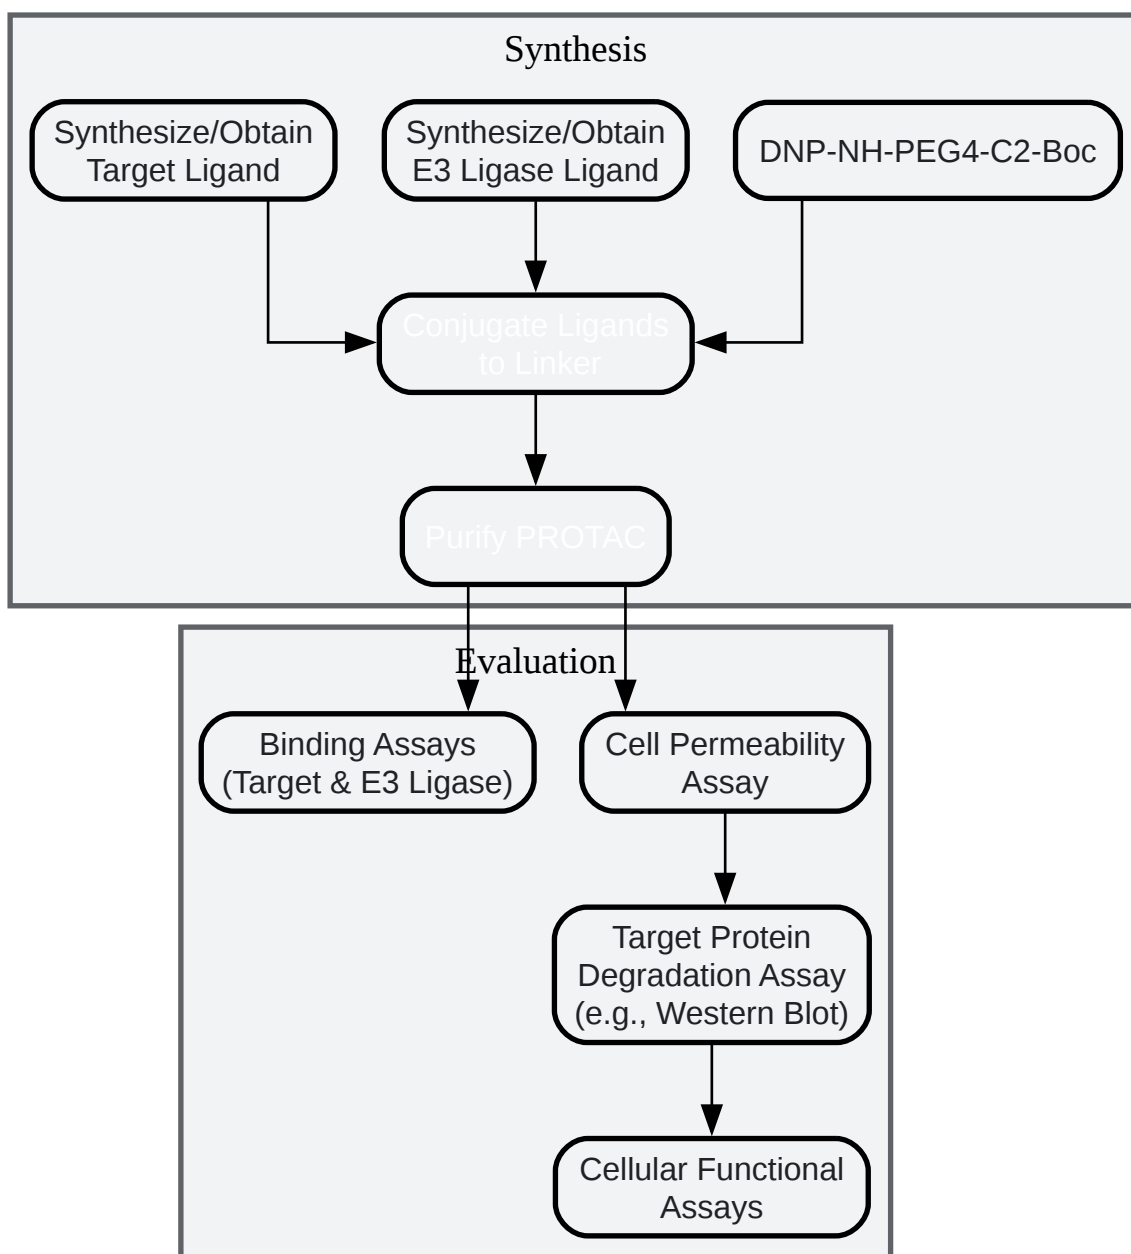 Synthesis
Synthesize/Obtain
Target Ligand
Synthesize/Obtain
E3 Ligase Ligand
DNP-NH-PEG4-C2-Boc
Conjugate Ligands
to Linker
Purify PROTAC
Evaluation
Binding Assays
(Target & E3 Ligase)
Cell Permeability
Assay
Target Protein
Degradation Assay
(e.g., Western Blot)
Cellular Functional
Assays